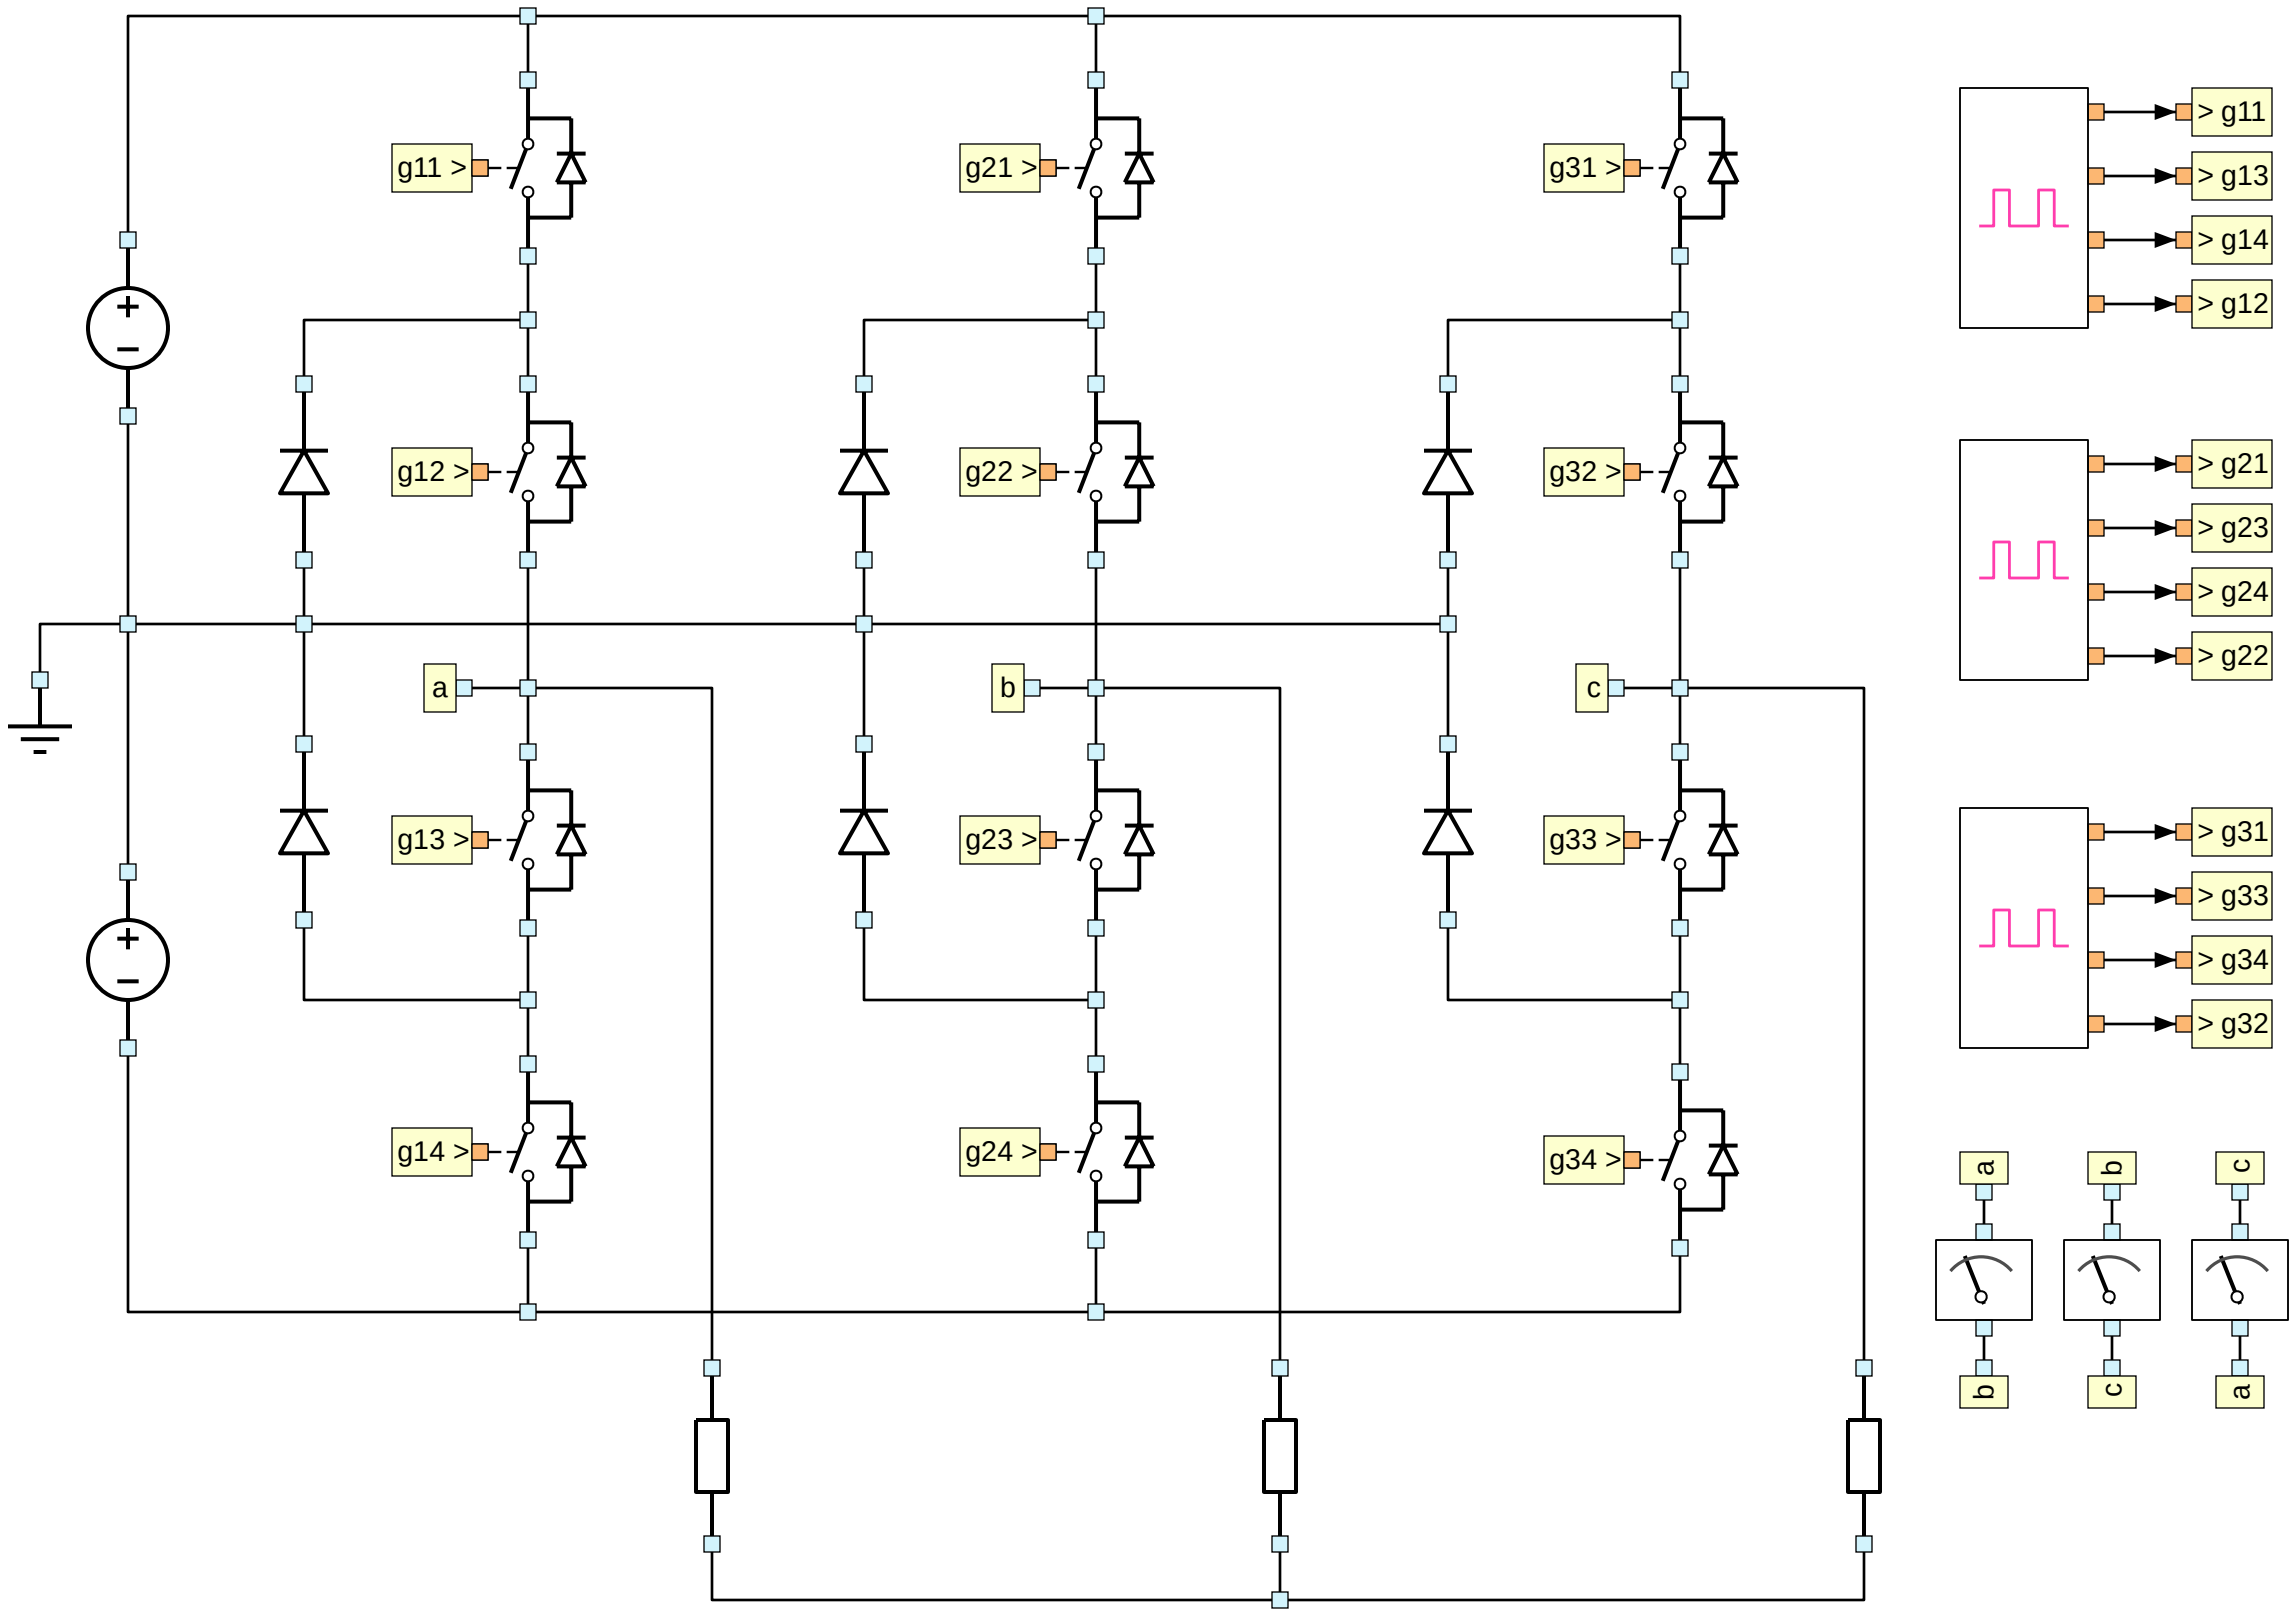 g11 >
g21 >
g31 >
> g11
> g13
> g14
> g12
g12 >
g22 >
g32 >
> g21
> g23
> g24
> g22
a
b
c
g13 >
g23 >
g33 >
> g31
> g33
> g34
> g32
g14 >
g24 >
g34 >
a
b
c
b
c
a